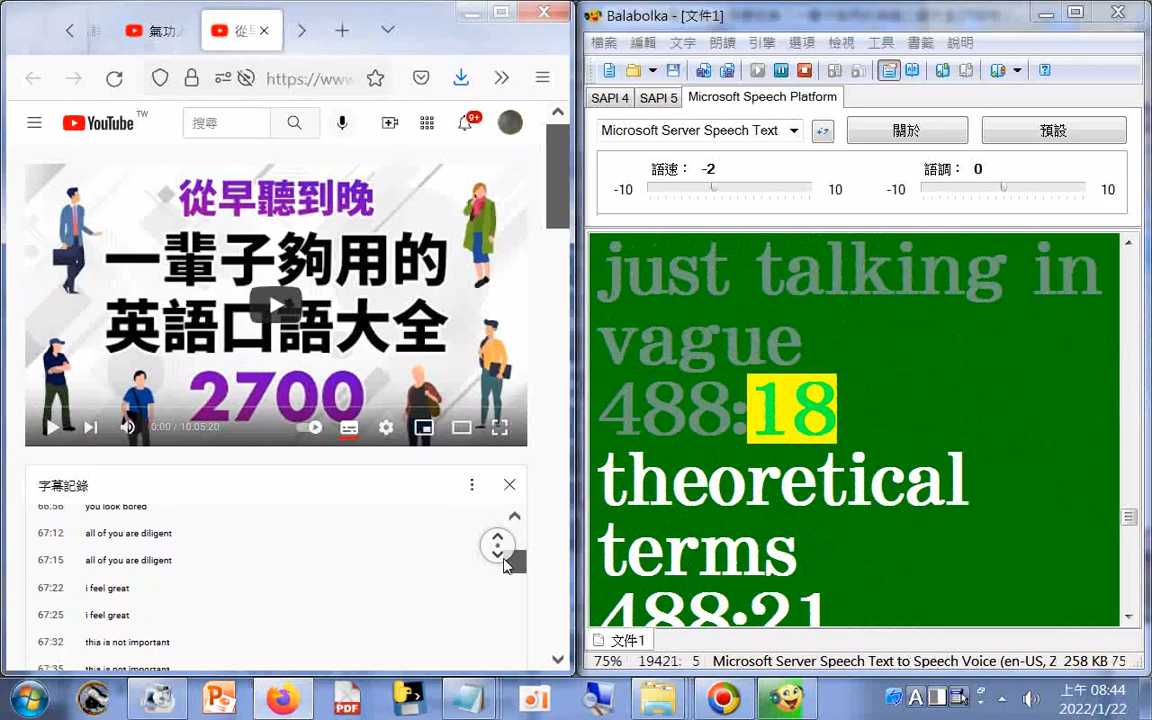 氣功
從
https://www
YouTube TW
搜尋
9+
從早聽到晚
一輩子夠用的
英語口語大全
2700
0:00 / 10:05:20
字幕記錄
66:56 you look bored
67:12 all of you are diligent
67:15 all of you are diligent
67:22 i feel great
67:25 i feel great
67:32 this is not important
67:35 this is not important
Balabolka - [文件1]
檔案 編輯 文字 朗讀 引擎 選項 檢視 工具 書籤 說明
SAPI 4 SAPI 5 Microsoft Speech Platform
Microsoft Server Speech Text 關於 預設
語速： -2 語調： 0
-10 10 -10 10
just talking in
vague
488:18
theoretical
terms
488:21
文件1
75% 19421: 5 Microsoft Server Speech Text to Speech Voice (en-US, Z 258 KB 75
PDF
A
上午 08:44
2022/1/22